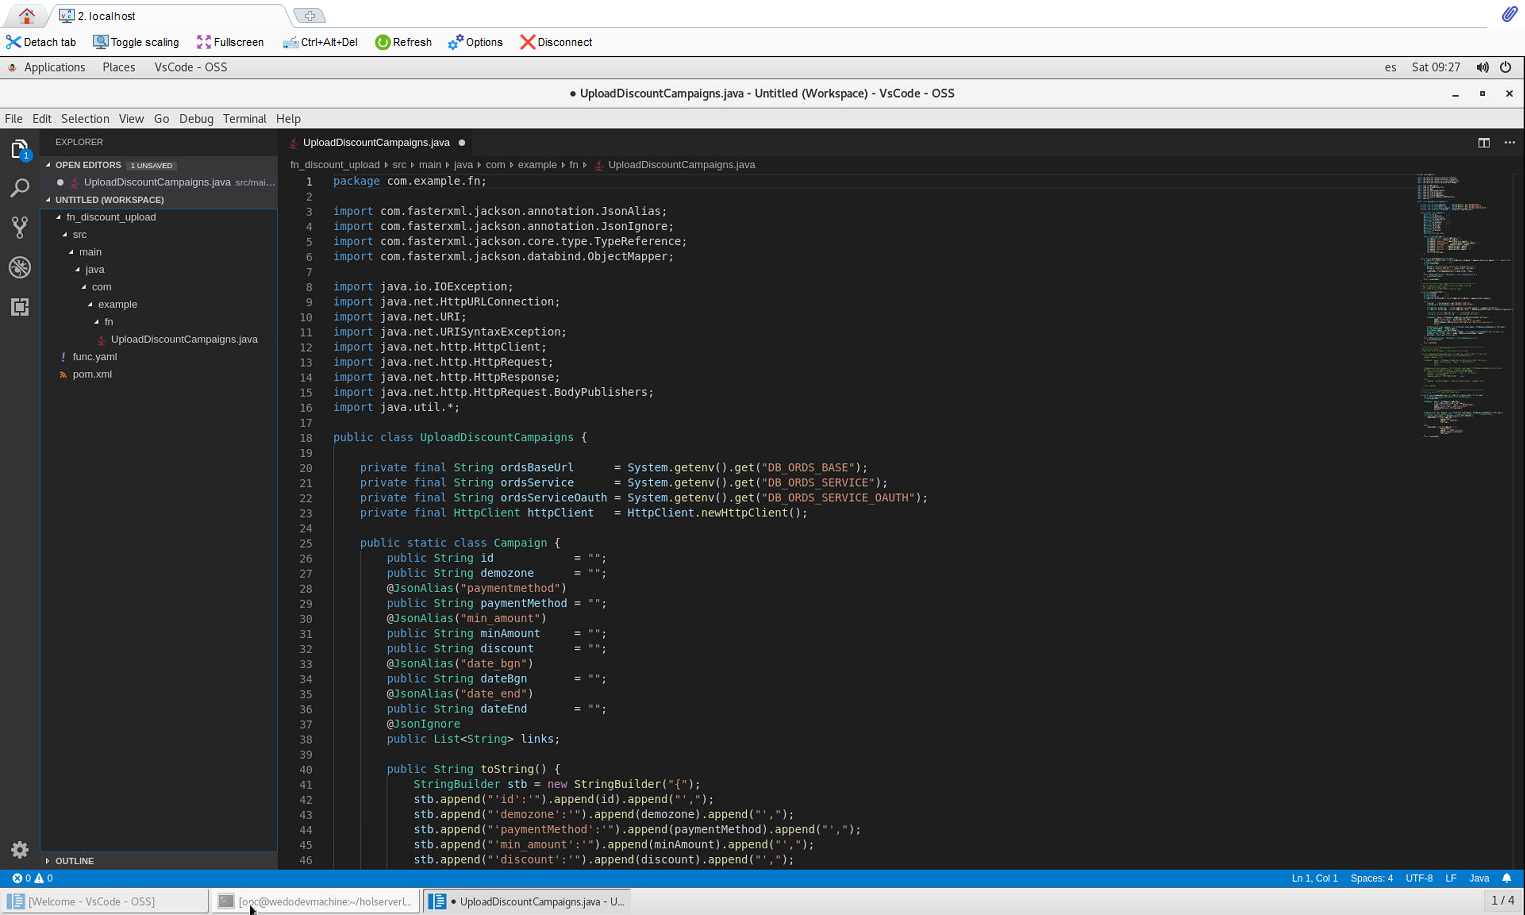 2. localhost
Detach tab Toggle scaling Fullscreen Ctrl+Alt+Del Refresh Options Disconnect
Applications Places VsCode - OSS es Sat 09:27
● UploadDiscountCampaigns.java - Untitled (Workspace) - VsCode - OSS
File Edit Selection View Go Debug Terminal Help
EXPLORER
OPEN EDITORS 1 UNSAVED
UploadDiscountCampaigns.java src/mai...
UNTITLED (WORKSPACE)
fn_discount_upload
src
main
java
com
example
fn
UploadDiscountCampaigns.java
! func.yaml
pom.xml
OUTLINE
1
UploadDiscountCampaigns.java ●
fn_discount_upload ▸ src ▸ main ▸ java ▸ com ▸ example ▸ fn ▸ UploadDiscountCampaigns.java
1 package com.example.fn;
2
3 import com.fasterxml.jackson.annotation.JsonAlias;
4 import com.fasterxml.jackson.annotation.JsonIgnore;
5 import com.fasterxml.jackson.core.type.TypeReference;
6 import com.fasterxml.jackson.databind.ObjectMapper;
7
8 import java.io.IOException;
9 import java.net.HttpURLConnection;
10 import java.net.URI;
11 import java.net.URISyntaxException;
12 import java.net.http.HttpClient;
13 import java.net.http.HttpRequest;
14 import java.net.http.HttpResponse;
15 import java.net.http.HttpRequest.BodyPublishers;
16 import java.util.*;
17
18 public class UploadDiscountCampaigns {
19
20 private final String ordsBaseUrl = System.getenv().get("DB_ORDS_BASE");
21 private final String ordsService = System.getenv().get("DB_ORDS_SERVICE");
22 private final String ordsServiceOauth = System.getenv().get("DB_ORDS_SERVICE_OAUTH");
23 private final HttpClient httpClient = HttpClient.newHttpClient();
24
25 public static class Campaign {
26 public String id = "";
27 public String demozone = "";
28 @JsonAlias("paymentmethod")
29 public String paymentMethod = "";
30 @JsonAlias("min_amount")
31 public String minAmount = "";
32 public String discount = "";
33 @JsonAlias("date_bgn")
34 public String dateBgn = "";
35 @JsonAlias("date_end")
36 public String dateEnd = "";
37 @JsonIgnore
38 public List<String> links;
39
40 public String toString() {
41 StringBuilder stb = new StringBuilder("{");
42 stb.append("'id':'").append(id).append("',");
43 stb.append("'demozone':'").append(demozone).append("',");
44 stb.append("'paymentMethod':'").append(paymentMethod).append("',");
45 stb.append("'min_amount':'").append(minAmount).append("',");
46 stb.append("'discount':'").append(discount).append("',");
0 0 Ln 1, Col 1 Spaces: 4 UTF-8 LF Java
[Welcome - VsCode - OSS] [opc@wedodevmachine:~/holserverl... ● UploadDiscountCampaigns.java - U... 1 / 4